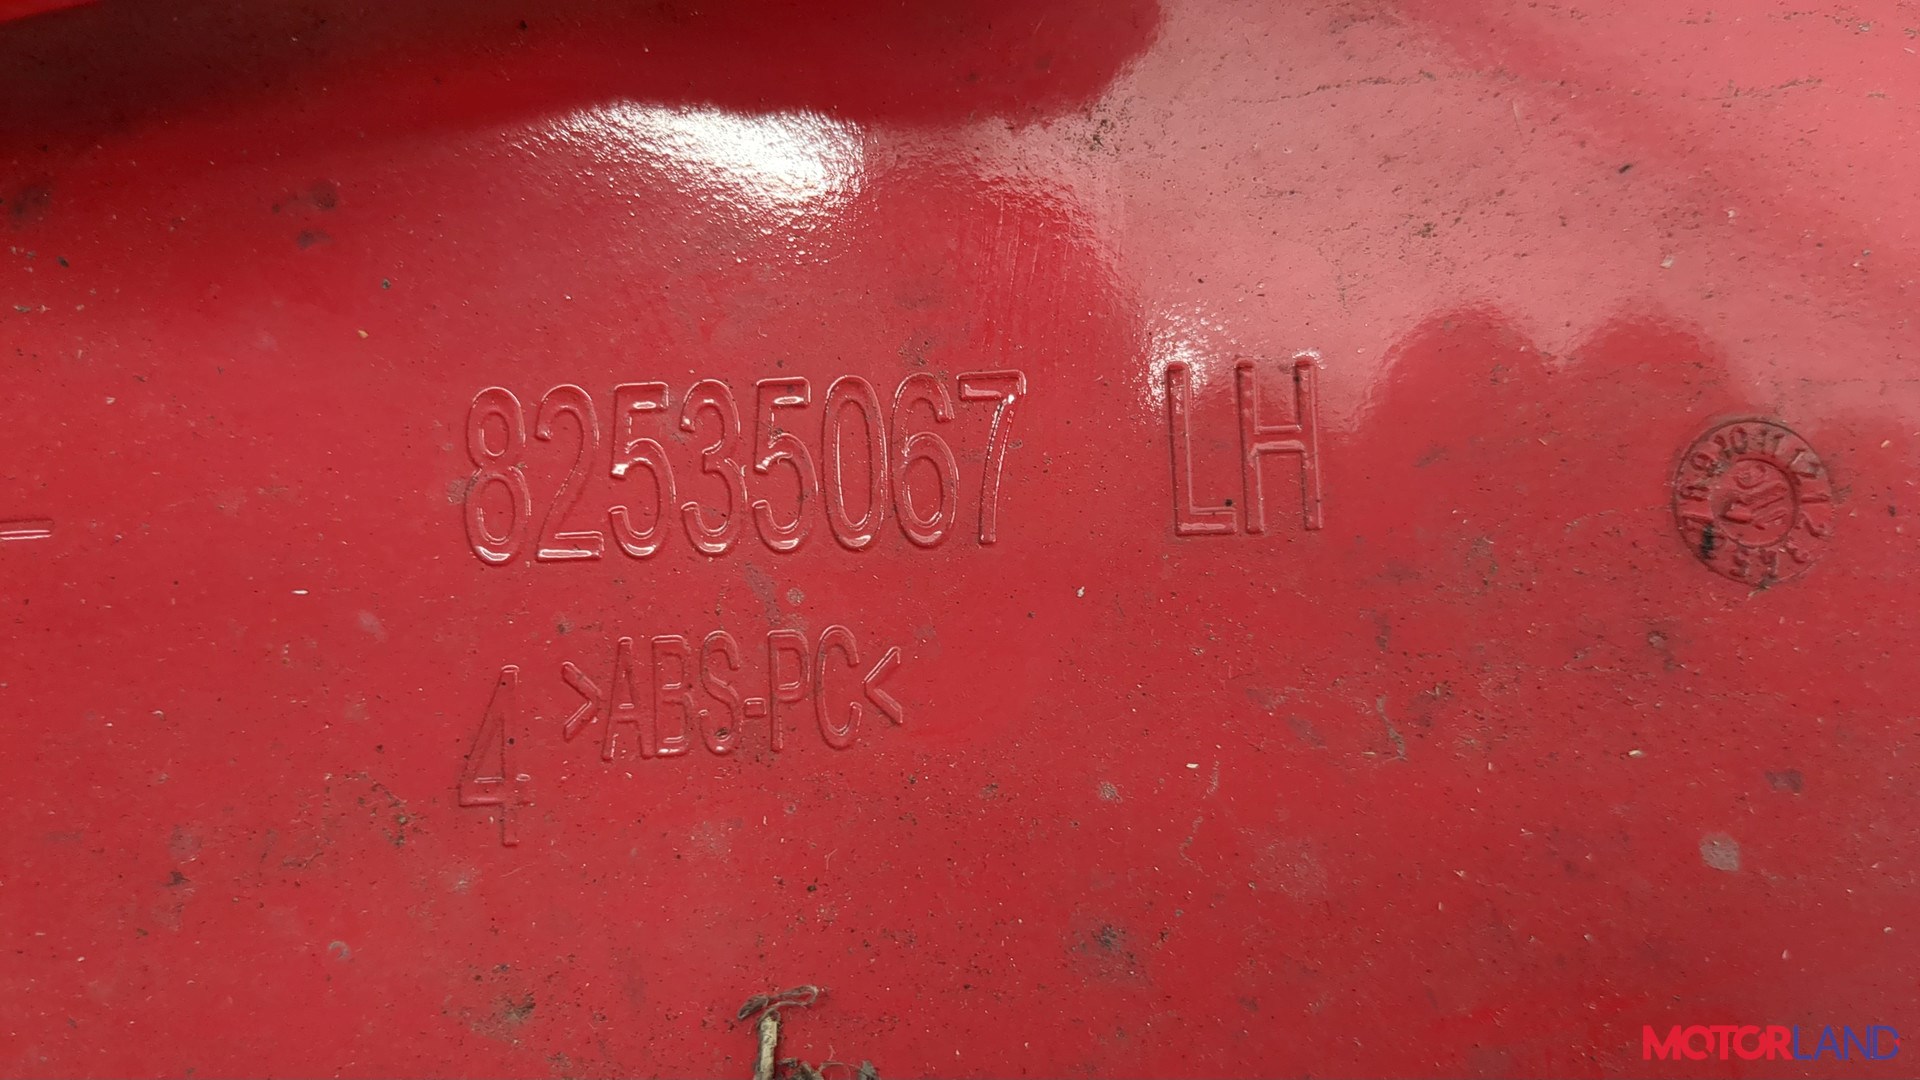 82535067 LH
4 >ABS-PC<
MOTORLAND